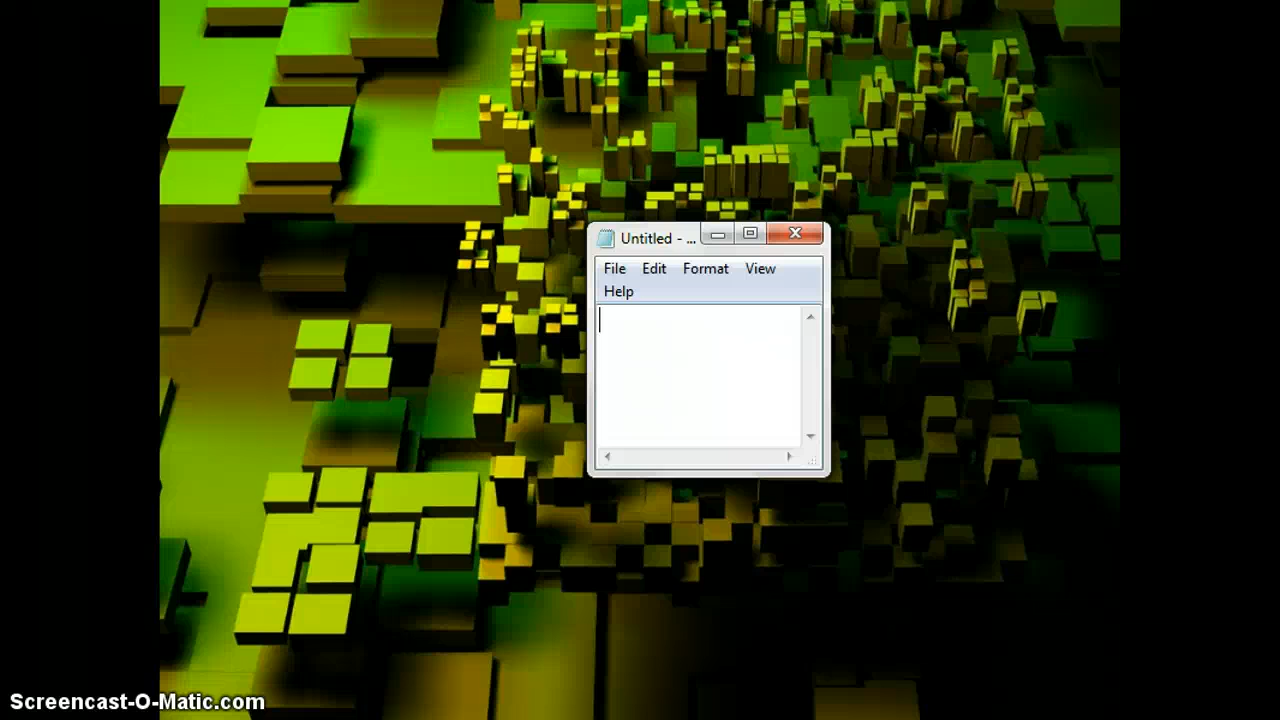 Untitled - ...
File Edit Format View
Help
Screencast-O-Matic.com